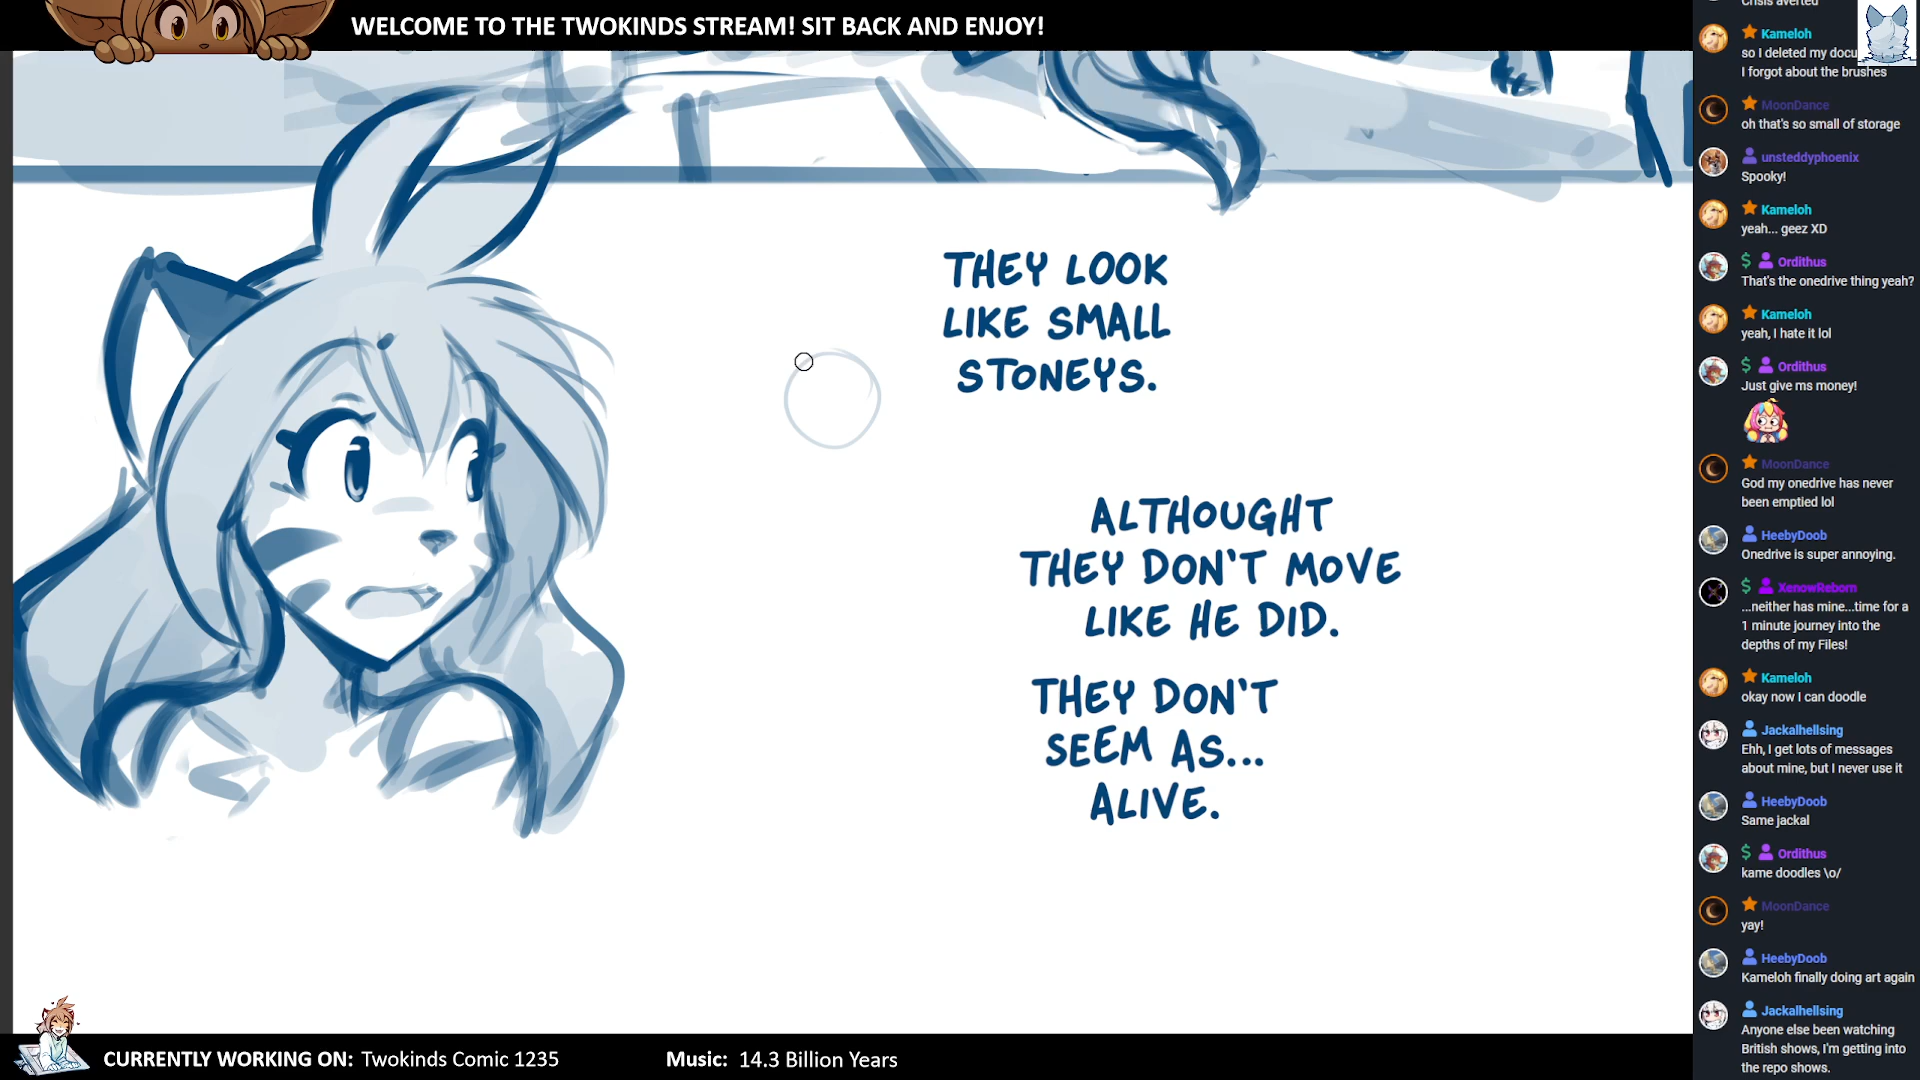 WELCOME TO THE TWOKINDS STREAM! SIT BACK AND ENJOY!
THEY LOOK
LIKE SMALL
STONEYS.
ALTHOUGHT
THEY DON'T MOVE
LIKE HE DID.
THEY DON'T
SEEM AS...
ALIVE.
CURRENTLY WORKING ON: Twokinds Comic 1235
Music: 14.3 Billion Years
Crisis averted
Kameloh
so I deleted my docu
I forgot about the brushes
MoonDance
oh that's so small of storage
unsteddyphoenix
Spooky!
Kameloh
yeah... geez XD
$ Ordithus
That's the onedrive thing yeah?
Kameloh
yeah, I hate it lol
$ Ordithus
Just give ms money!
MoonDance
God my onedrive has never
been emptied lol
HeebyDoob
Onedrive is super annoying.
$ XenowReborn
...neither has mine...time for a
1 minute journey into the
depths of my Files!
Kameloh
okay now I can doodle
Jackalhellsing
Ehh, I get lots of messages
about mine, but I never use it
HeebyDoob
Same jackal
$ Ordithus
kame doodles \o/
MoonDance
yay!
HeebyDoob
Kameloh finally doing art again
Jackalhellsing
Anyone else been watching
British shows, I'm getting into
the repo shows.